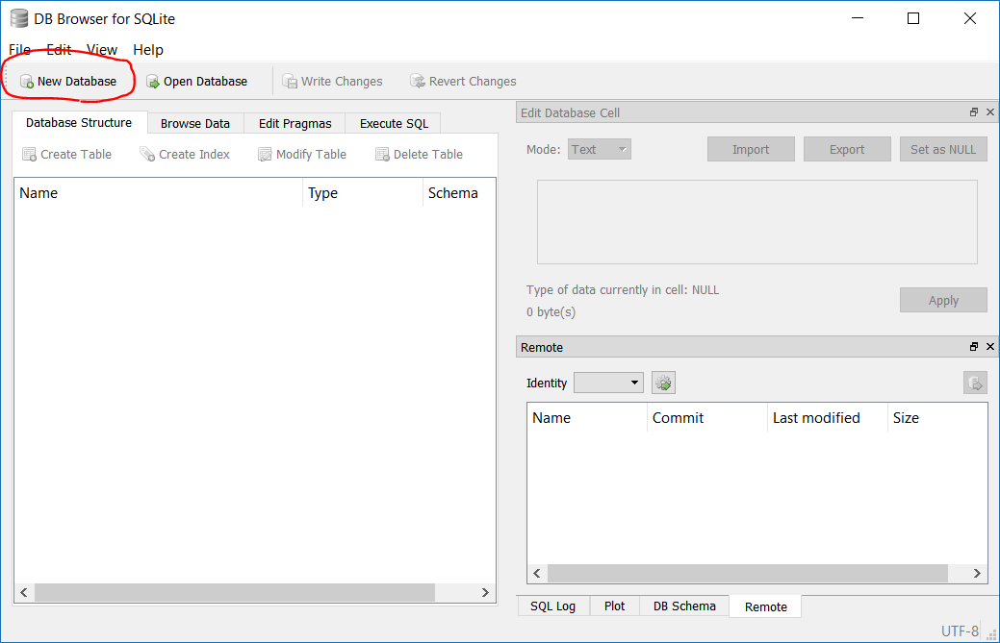 DB Browser for SQLite
File Edit View Help
New Database Open Database Write Changes Revert Changes
Database Structure Browse Data Edit Pragmas Execute SQL
Create Table Create Index Modify Table Delete Table
Name Type Schema
Edit Database Cell
Mode: Text Import Export Set as NULL
Type of data currently in cell: NULL
0 byte(s)
Apply
Remote
Identity
Name Commit Last modified Size
SQL Log Plot DB Schema Remote
UTF-8